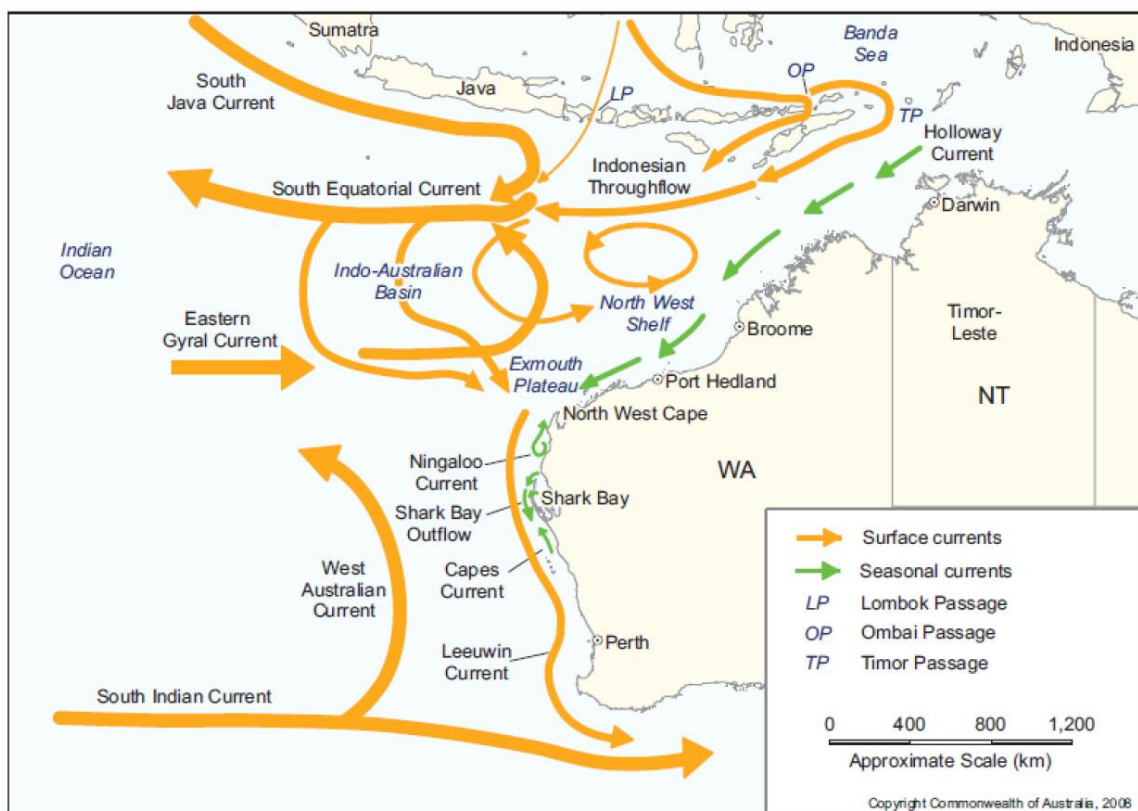 Sumatra
Banda
Sea
Indonesia
South
Java Current
Java
LP
OP
TP
Holloway
Current
Indonesian
Throughflow
South Equatorial Current
Darwin
Indian
Ocean
Indo-Australian
Basin
North West
Shelf
Timor-
Leste
Eastern
Gyral Current
Broome
Exmouth
Plateau
Port Hedland
NT
North West Cape
Ningaloo
Current
WA
Shark Bay
Shark Bay
Outflow
Capes
Current
West
Australian
Current
Leeuwin
Current
Perth
South Indian Current
Surface currents
Seasonal currents
LP Lombok Passage
OP Ombai Passage
TP Timor Passage
0 400 800 1,200
Approximate Scale (km)
Copyright Commonwealth of Australia, 2008